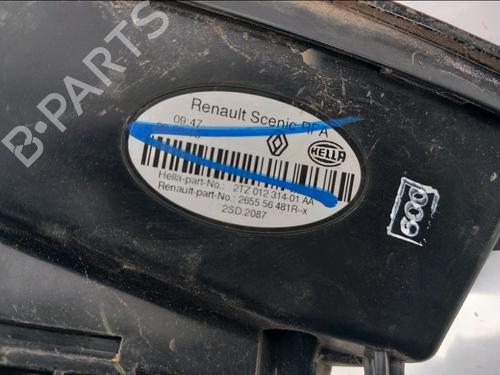 B-PARTS
Renault Scenic RFA
09:47
HELLA
Hella-part-No.: 2TZ 012 314-01 AA
Renault-part-No.: 2655 56 481R--x
2SD.2087
600